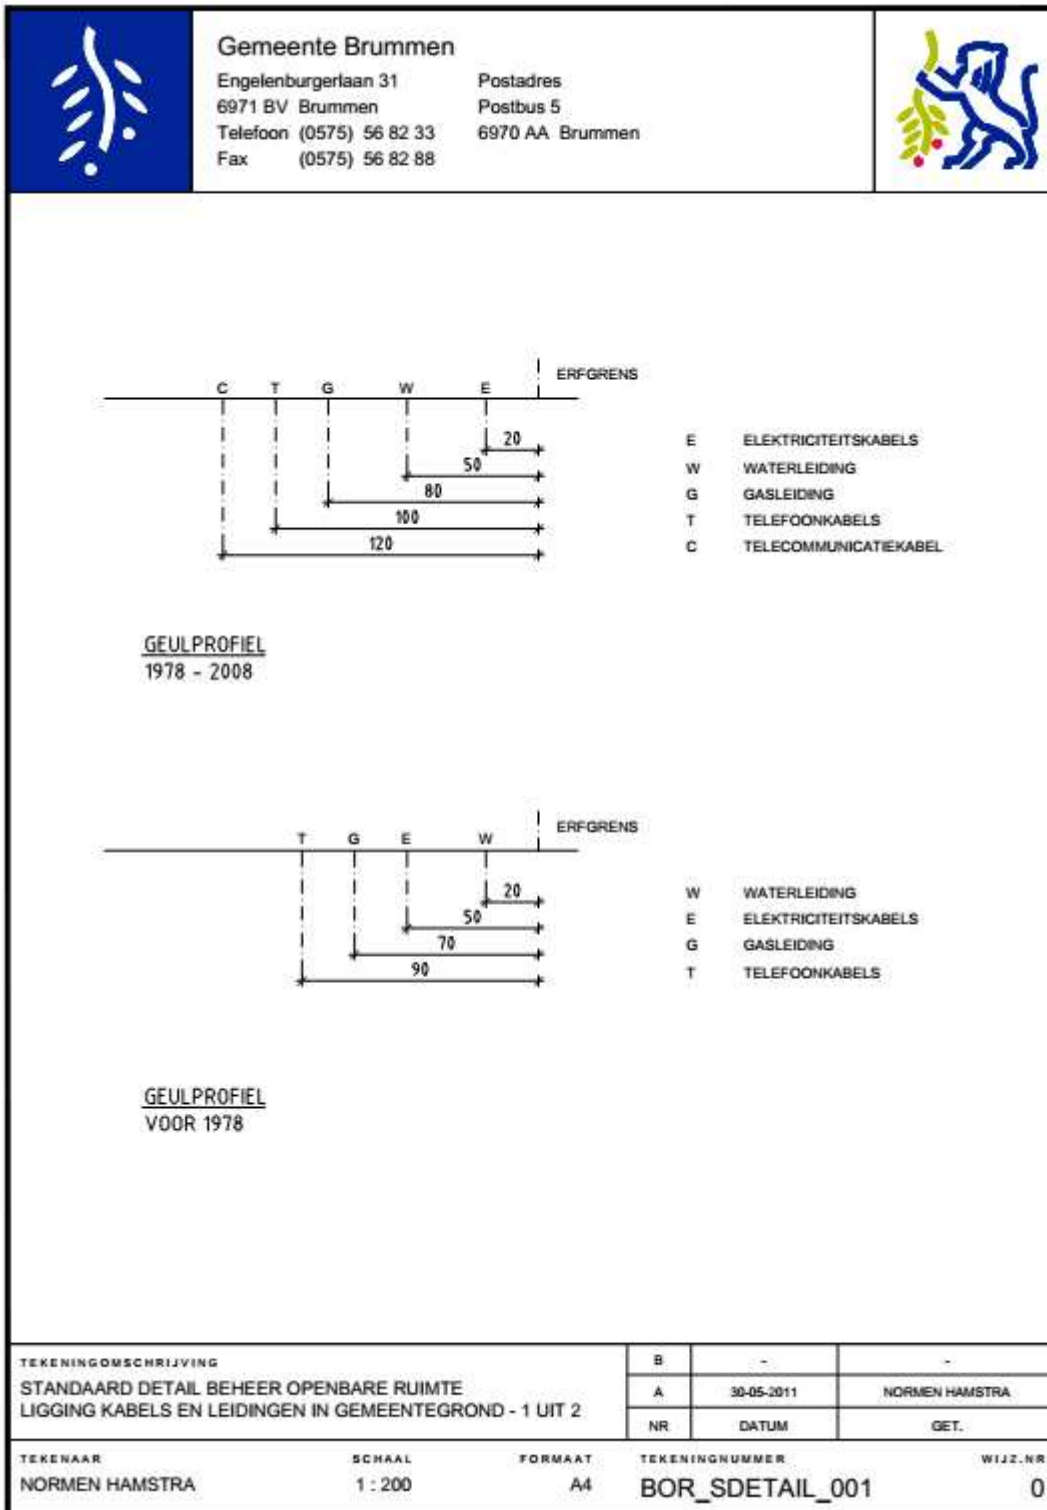 Gemeente Brummen
Engelenburgerlaan 31
6971 BV Brummen
Telefoon (0575) 56 82 33
Fax (0575) 56 82 88
Postadres
Postbus 5
6970 AA Brummen
C T G W E ERFGRENS
20
50
80
100
120
E ELEKTRICITEITSKABELS
W WATERLEIDING
G GASLEIDING
T TELEFOONKABELS
C TELECOMMUNICATIEKABEL
GEULPROFIEL
1978 - 2008
T G E W ERFGRENS
20
50
70
90
W WATERLEIDING
E ELEKTRICITEITSKABELS
G GASLEIDING
T TELEFOONKABELS
GEULPROFIEL
VOOR 1978
TEKENINGOMSCHRIJVING
STANDAARD DETAIL BEHEER OPENBARE RUIMTE
LIGGING KABELS EN LEIDINGEN IN GEMEENTEGROND - 1 UIT 2
B - -
A 30-05-2011 NORMEN HAMSTRA
NR DATUM GET.
TEKENAAR SCHAAL FORMAAT TEKENINGNUMMER WIJZ.NR
NORMEN HAMSTRA 1 : 200 A4 BOR_SDETAIL_001 0